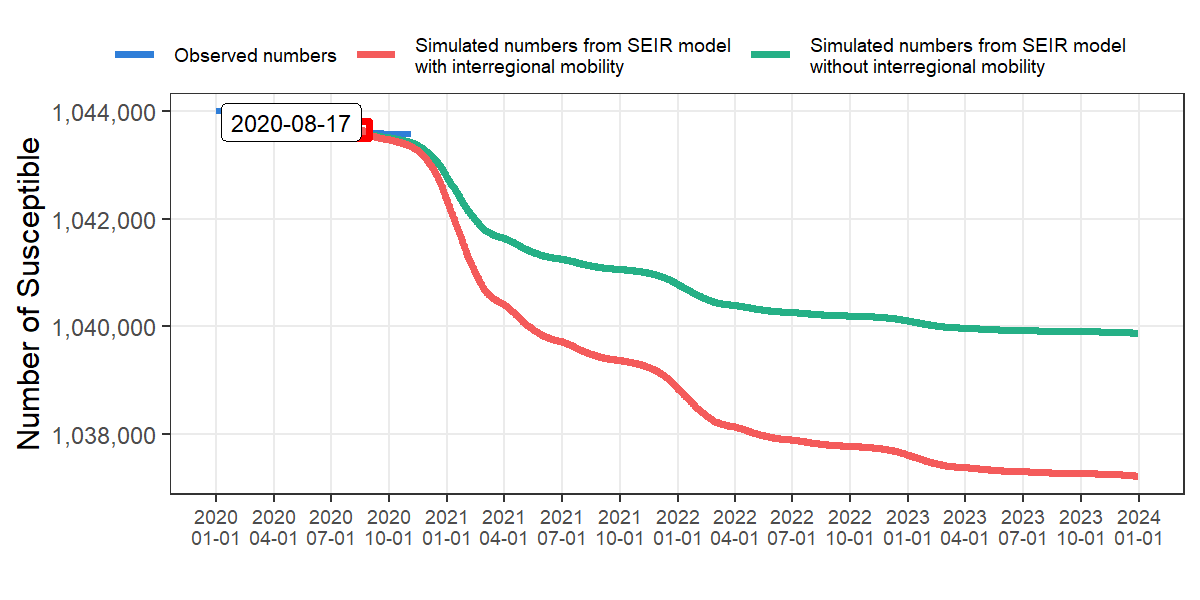 Observed numbers
Simulated numbers from SEIR model
with interregional mobility
Simulated numbers from SEIR model
without interregional mobility
Number of Susceptible
1,044,000
1,042,000
1,040,000
1,038,000
2020-08-17
2020 2020 2020 2020 2021 2021 2021 2021 2022 2022 2022 2022 2023 2023 2023 2023 2024
01-01 04-01 07-01 10-01 01-01 04-01 07-01 10-01 01-01 04-01 07-01 10-01 01-01 04-01 07-01 10-01 01-01